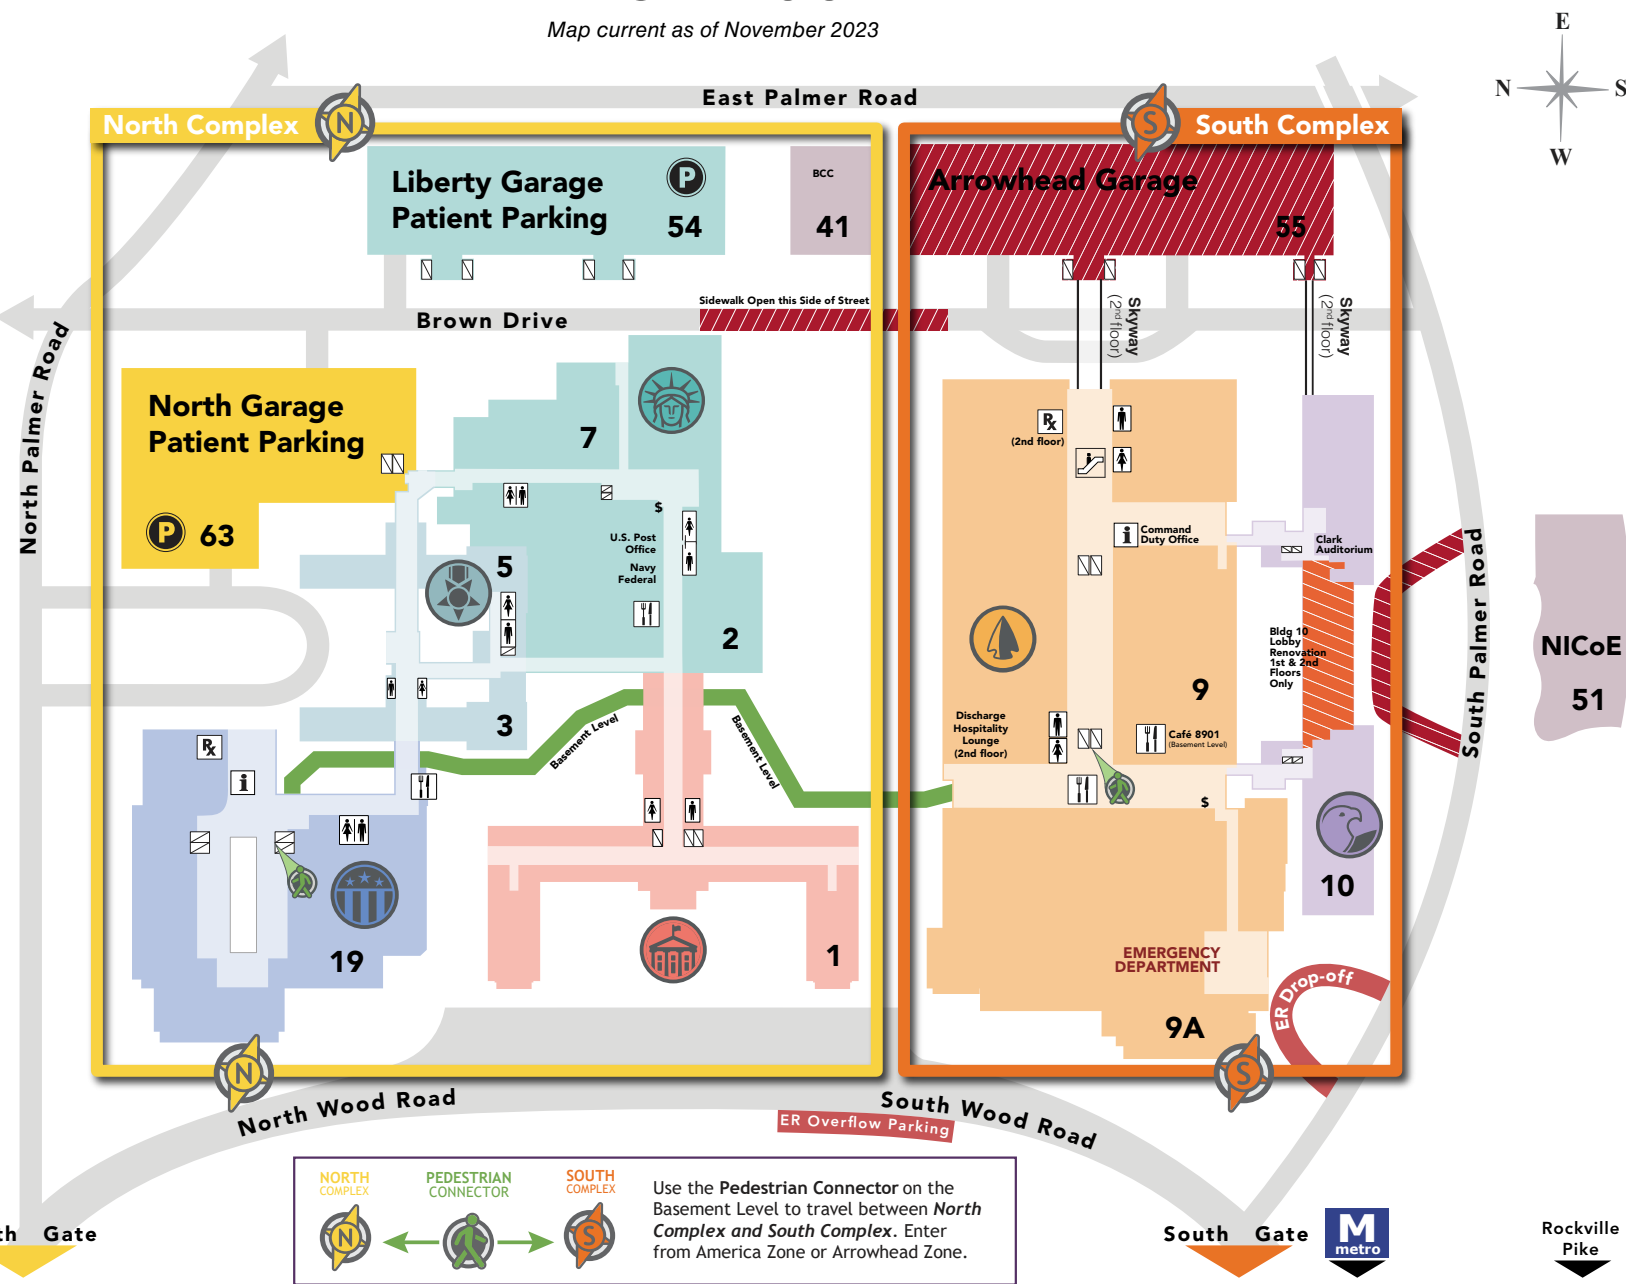 Map current as of November 2023
E
N
S
W
East Palmer Road
North Complex
N
S
South Complex
Liberty Garage
Patient Parking
P
54
BCC
41
Arrowhead Garage
55
Sidewalk Open this Side of Street
Brown Drive
Skyway
(2nd floor)
Skyway
(2nd floor)
North Palmer Road
North Garage
Patient Parking
P
63
7
$
U.S. Post
Office
Navy
Federal
5
2
3
Rx
(2nd floor)
i
Command
Duty Office
Clark
Auditorium
Bldg 10
Lobby
Renovation
1st & 2nd
Floors
Only
9
South Palmer Road
NICoE
51
Discharge
Hospitality
Lounge
(2nd floor)
Café 8901
(Basement Level)
$
Basement Level
Basement Level
Rx
i
19
1
10
EMERGENCY
DEPARTMENT
9A
ER Drop-off
N
S
North Wood Road
South Wood Road
ER Overflow Parking
NORTH
COMPLEX
N
PEDESTRIAN
CONNECTOR
SOUTH
COMPLEX
S
Use the Pedestrian Connector on the
Basement Level to travel between North
Complex and South Complex. Enter
from America Zone or Arrowhead Zone.
th Gate
South Gate
M
metro
Rockville
Pike